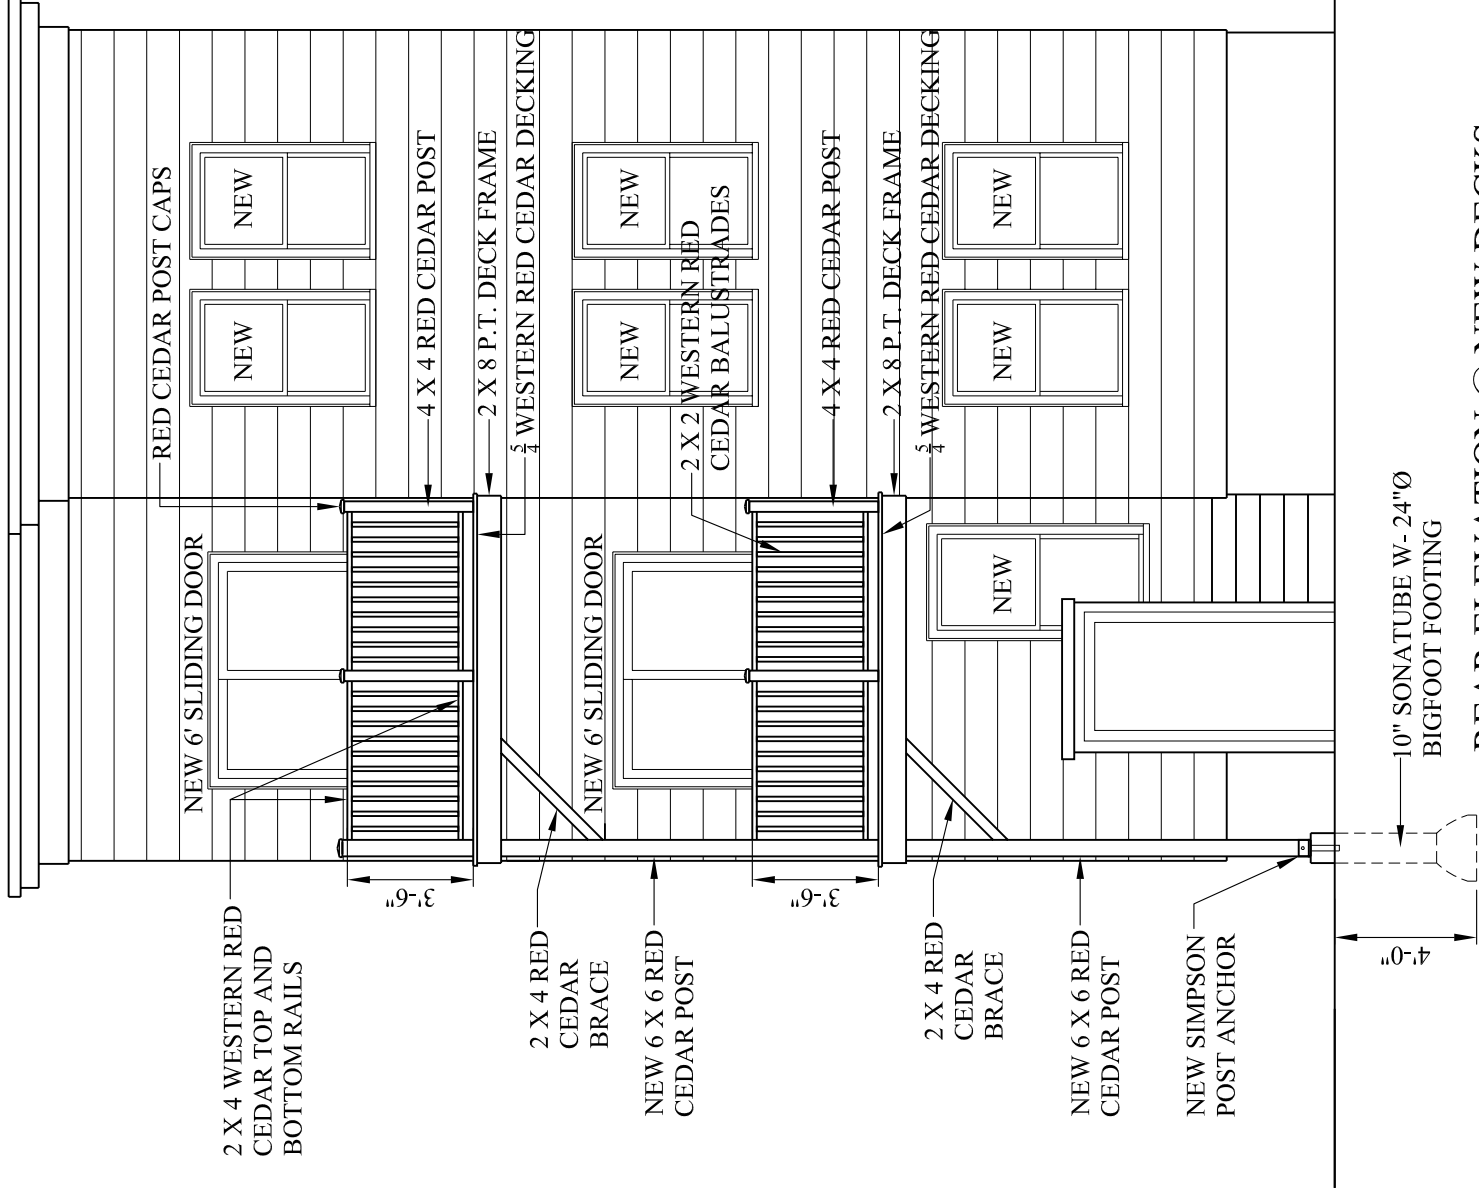 RED CEDAR POST CAPS
NEW
NEW
NEW 6' SLIDING DOOR
4 X 4 RED CEDAR POST
2 X 8 P.T. DECK FRAME
5/4 WESTERN RED CEDAR DECKING
2 X 4 WESTERN RED
CEDAR TOP AND
BOTTOM RAILS
3'-6"
2 X 4 RED
CEDAR
BRACE
NEW 6' SLIDING DOOR
NEW
NEW
2 X 2 WESTERN RED
CEDAR BALUSTRADES
NEW 6 X 6 RED
CEDAR POST
4 X 4 RED CEDAR POST
2 X 8 P.T. DECK FRAME
5/4 WESTERN RED CEDAR DECKING
3'-6"
2 X 4 RED
CEDAR
BRACE
NEW
NEW
NEW
NEW 6 X 6 RED
CEDAR POST
NEW SIMPSON
POST ANCHOR
4'-0"
10" SONATUBE W- 24"Ø
BIGFOOT FOOTING
REAR ELEVATION @ NEW DECKS